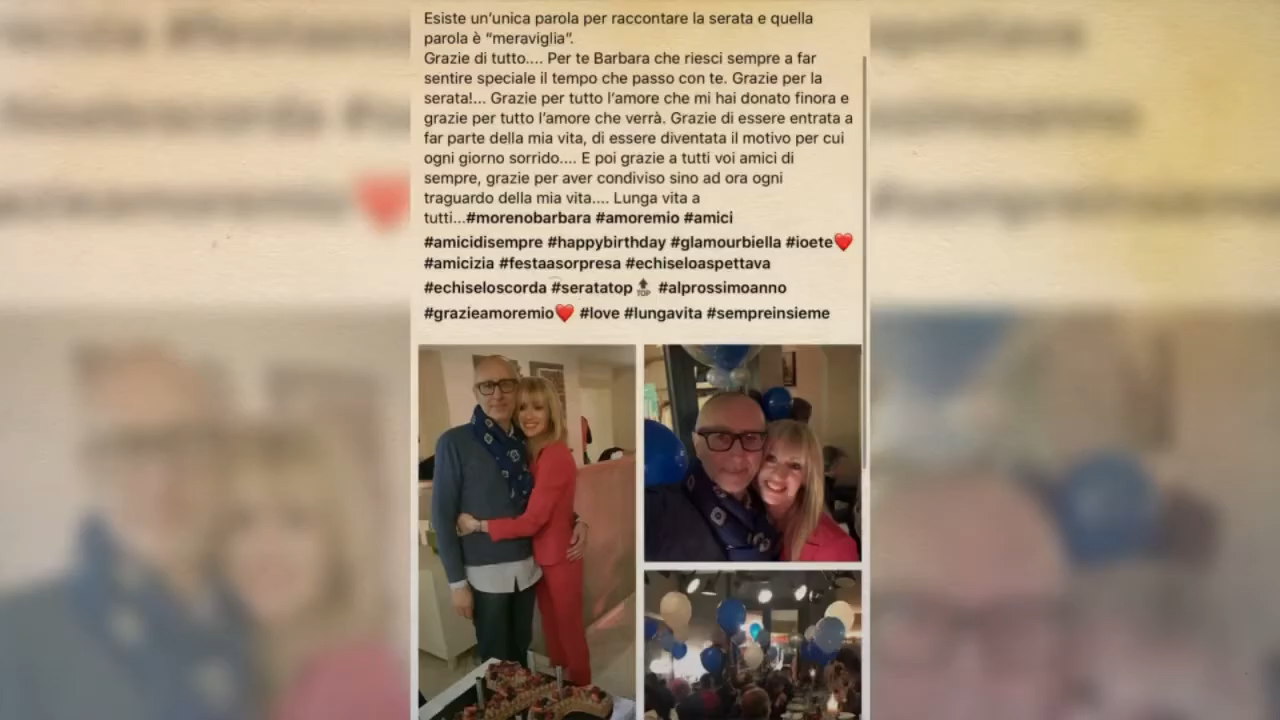 Esiste un'unica parola per raccontare la serata e quella
parola è "meraviglia".
Grazie di tutto.... Per te Barbara che riesci sempre a far
sentire speciale il tempo che passo con te. Grazie per la
serata!... Grazie per tutto l'amore che mi hai donato finora e
grazie per tutto l'amore che verrà. Grazie di essere entrata a
far parte della mia vita, di essere diventata il motivo per cui
ogni giorno sorrido.... E poi grazie a tutti voi amici di
sempre, grazie per aver condiviso sino ad ora ogni
traguardo della mia vita.... Lunga vita a
tutti...#morenobarbara #amoremio #amici
#amicidisempre #happybirthday #glamourbiella #ioete❤️
#amicizia #festaasorpresa #echiseloaspettava
#echiseloscorda #seratatop🔝 #alprossimoanno
#grazieamoremio❤️ #love #lungavita #sempreinsieme